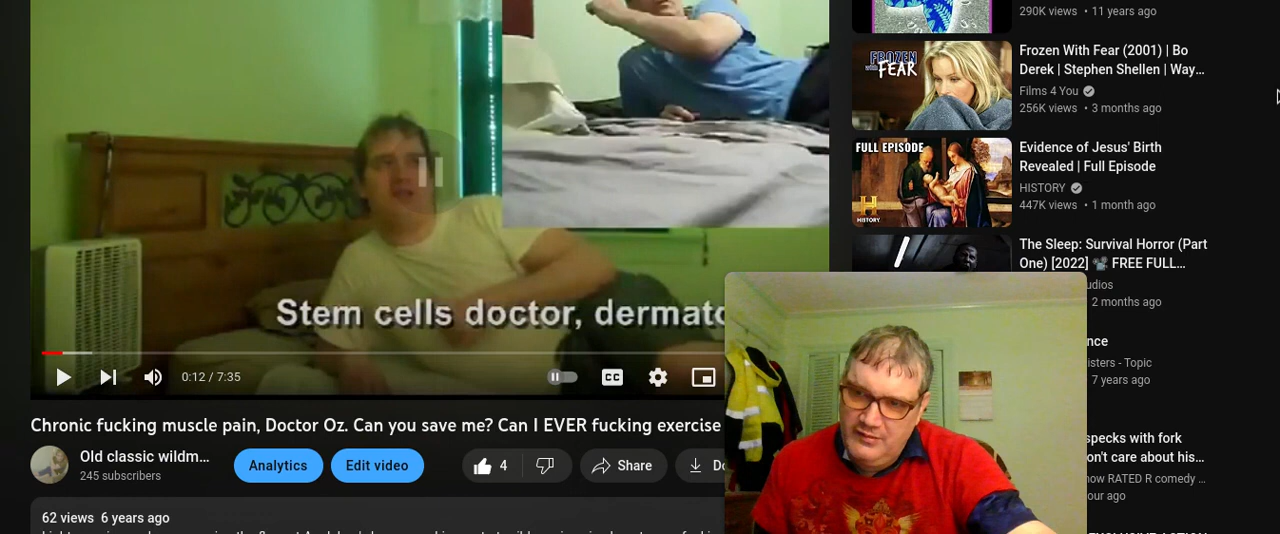 290K views • 11 years ago
FROZEN
with FEAR
Frozen With Fear (2001) | Bo
Derek | Stephen Shellen | Way...
Films 4 You
256K views • 3 months ago
FULL EPISODE
H
HISTORY
Evidence of Jesus' Birth
Revealed | Full Episode
HISTORY
447K views • 1 month ago
The Sleep: Survival Horror (Part
One) [2022] 📽️ FREE FULL...
udios
2 months ago
Stem cells doctor, dermato
nce
isters - Topic
7 years ago
0:12 / 7:35
CC
Chronic fucking muscle pain, Doctor Oz. Can you save me? Can I EVER fucking exercise
specks with fork
on't care about his...
now RATED R comedy ...
our ago
Old classic wildm...
245 subscribers
Analytics
Edit video
4
Share
Do
62 views 6 years ago